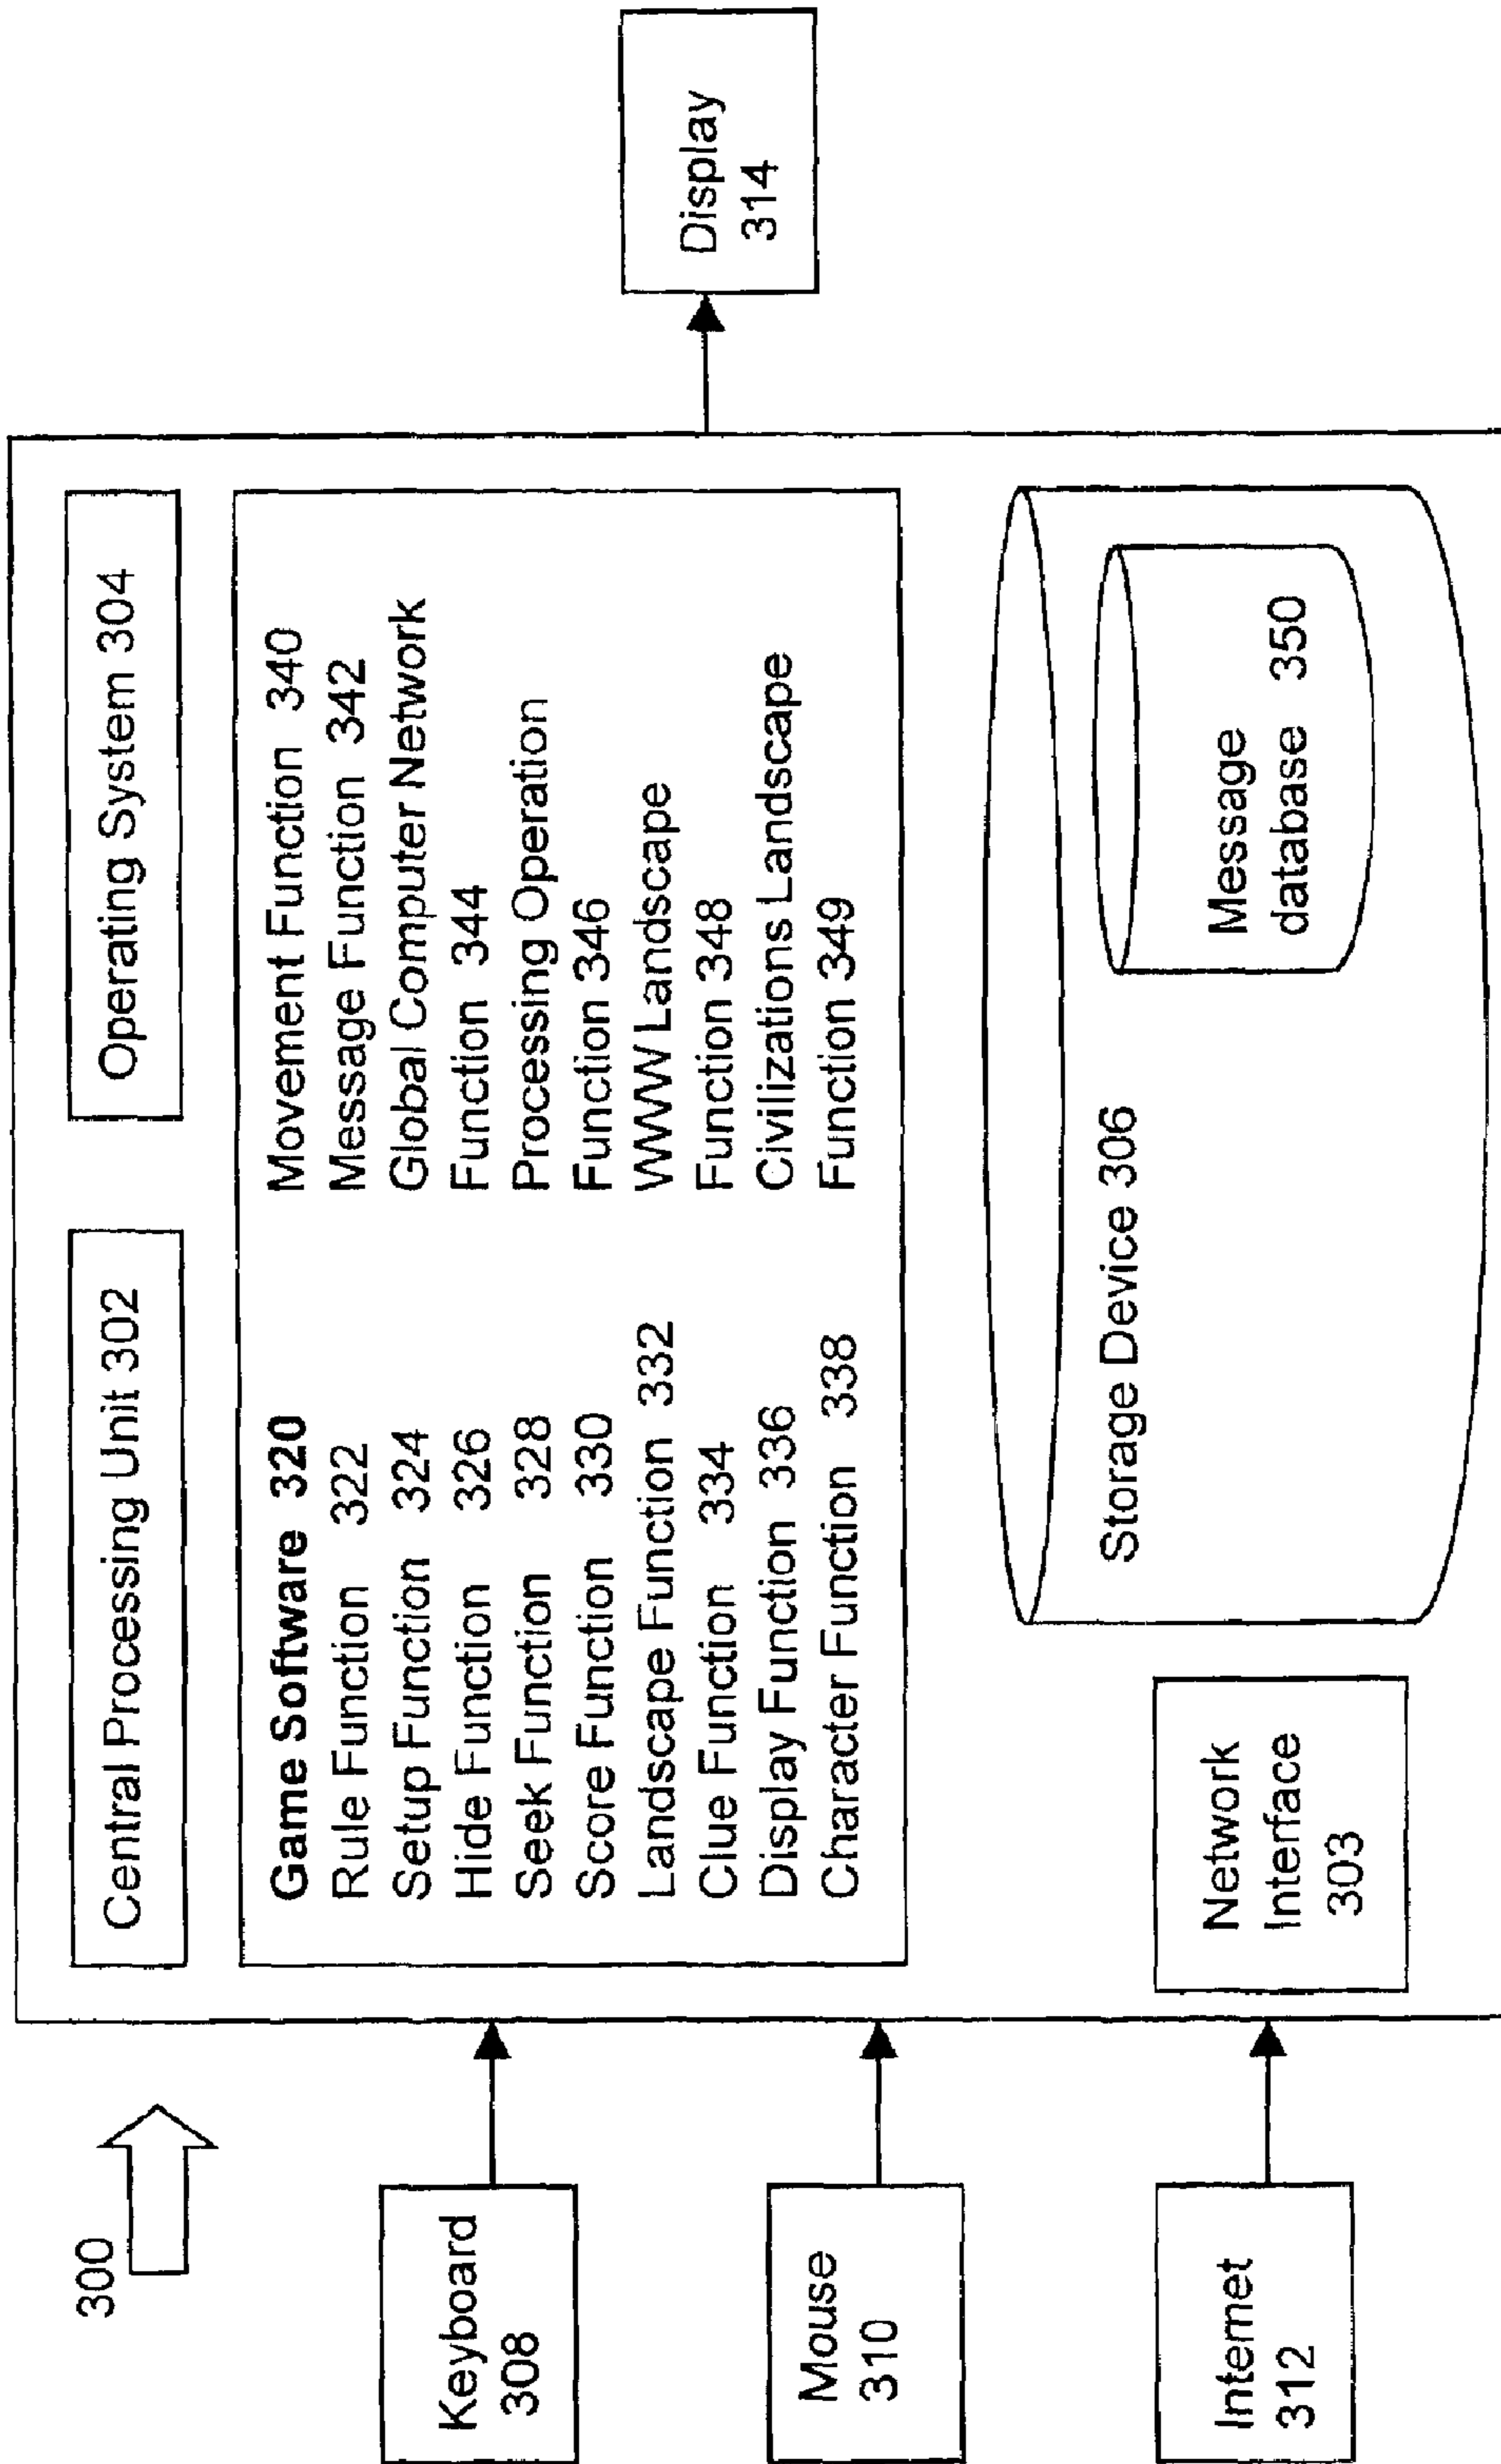 300
Keyboard
308
Mouse
310
Internet
312
Central Processing Unit 302
Operating System 304
Game Software 320
Rule Function 322
Setup Function 324
Hide Function 326
Seek Function 328
Score Function 330
Landscape Function 332
Clue Function 334
Display Function 336
Character Function 338
Movement Function 340
Message Function 342
Global Computer Network
Function 344
Processing Operation
Function 346
WWW Landscape
Function 348
Civilizations Landscape
Function 349
Network
Interface
303
Storage Device 306
Message
database 350
Display
314